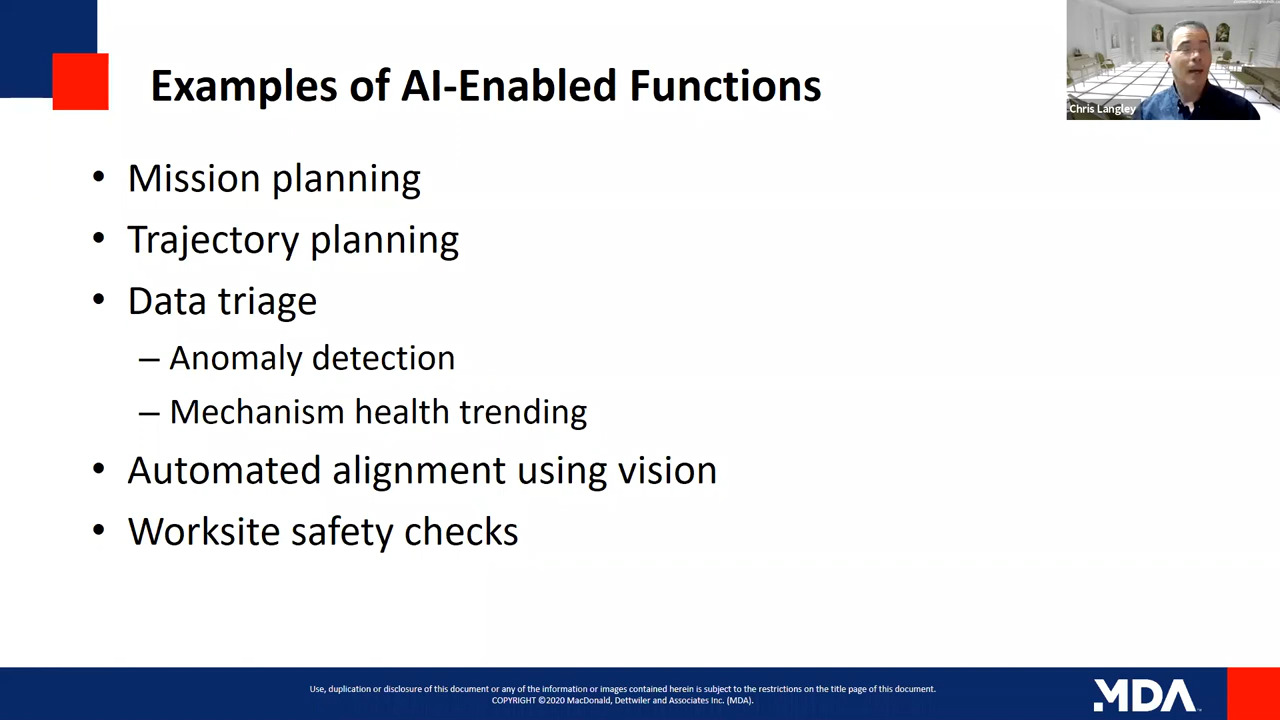 Examples of AI-Enabled Functions
Chris Langley
• Mission planning
• Trajectory planning
• Data triage
– Anomaly detection
– Mechanism health trending
• Automated alignment using vision
• Worksite safety checks
Use, duplication or disclosure of this document or any of the information or images contained herein is subject to the restrictions on the title page of this document.
COPYRIGHT ©2020 MacDonald, Dettwiler and Associates Inc. (MDA).
MDA